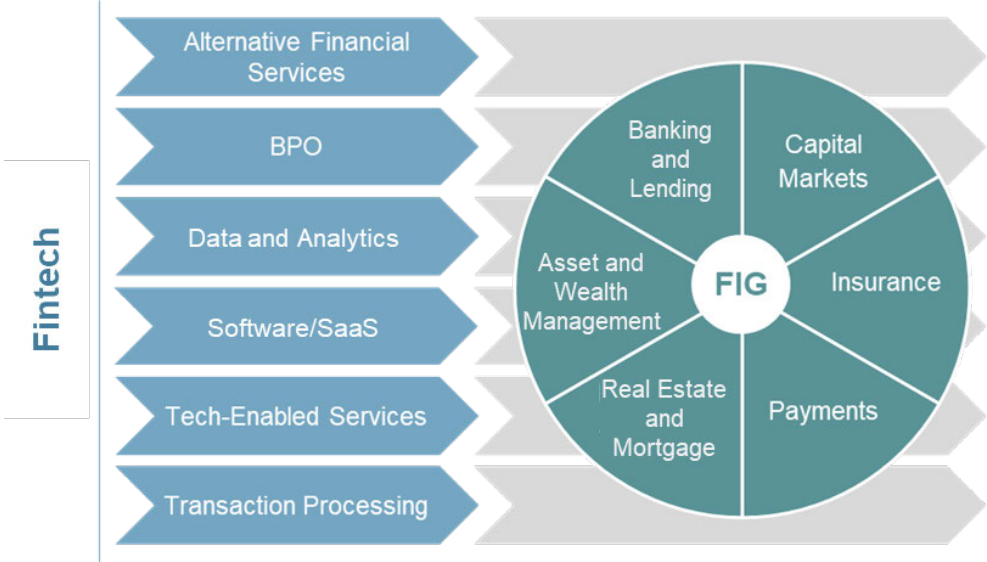 Fintech
Alternative Financial
Services
BPO
Data and Analytics
Software/SaaS
Tech-Enabled Services
Transaction Processing
FIG
Banking
and
Lending
Capital
Markets
Insurance
Payments
Real Estate
and
Mortgage
Asset and
Wealth
Management